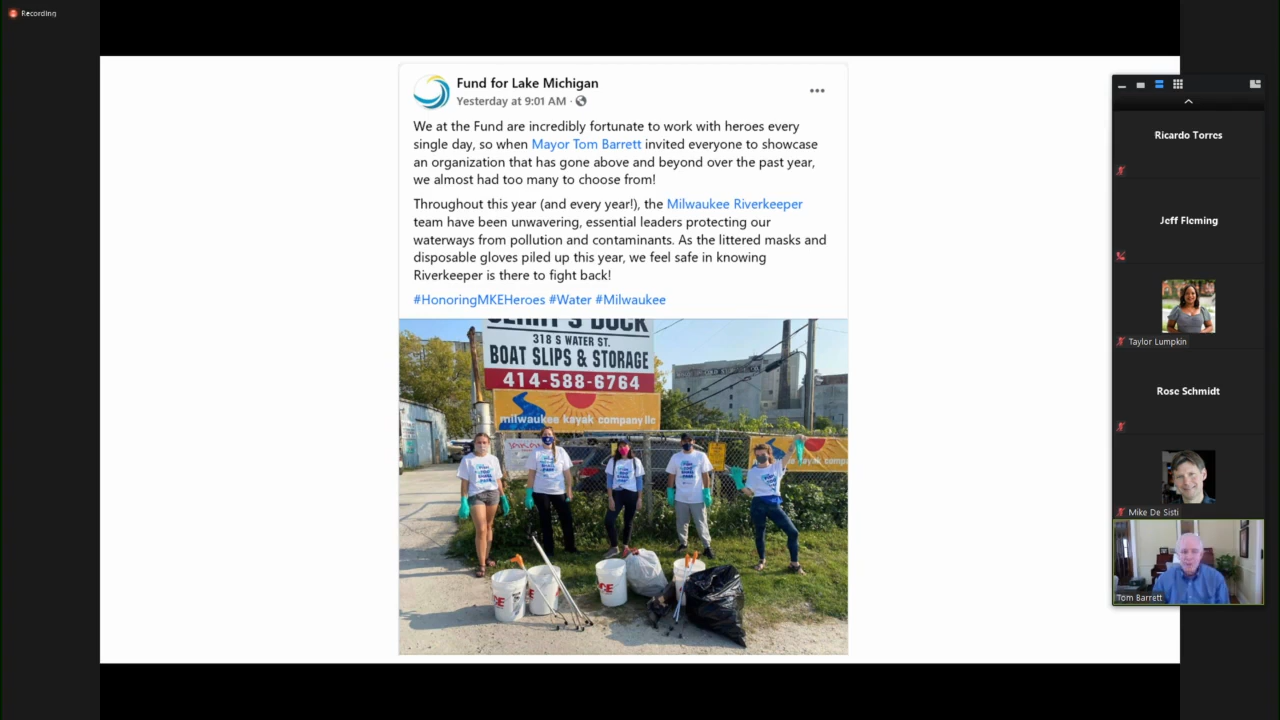 Recording
Fund for Lake Michigan
Yesterday at 9:01 AM ·
We at the Fund are incredibly fortunate to work with heroes every
single day, so when Mayor Tom Barrett invited everyone to showcase
an organization that has gone above and beyond over the past year,
we almost had too many to choose from!
Throughout this year (and every year!), the Milwaukee Riverkeeper
team have been unwavering, essential leaders protecting our
waterways from pollution and contaminants. As the littered masks and
disposable gloves piled up this year, we feel safe in knowing
Riverkeeper is there to fight back!
#HonoringMKEHeroes #Water #Milwaukee
318 S WATER ST.
BOAT SLIPS & STORAGE
414-588-6764
milwaukee kayak company llc
Ricardo Torres
Jeff Fleming
Taylor Lumpkin
Rose Schmidt
Mike De Sisti
Tom Barrett